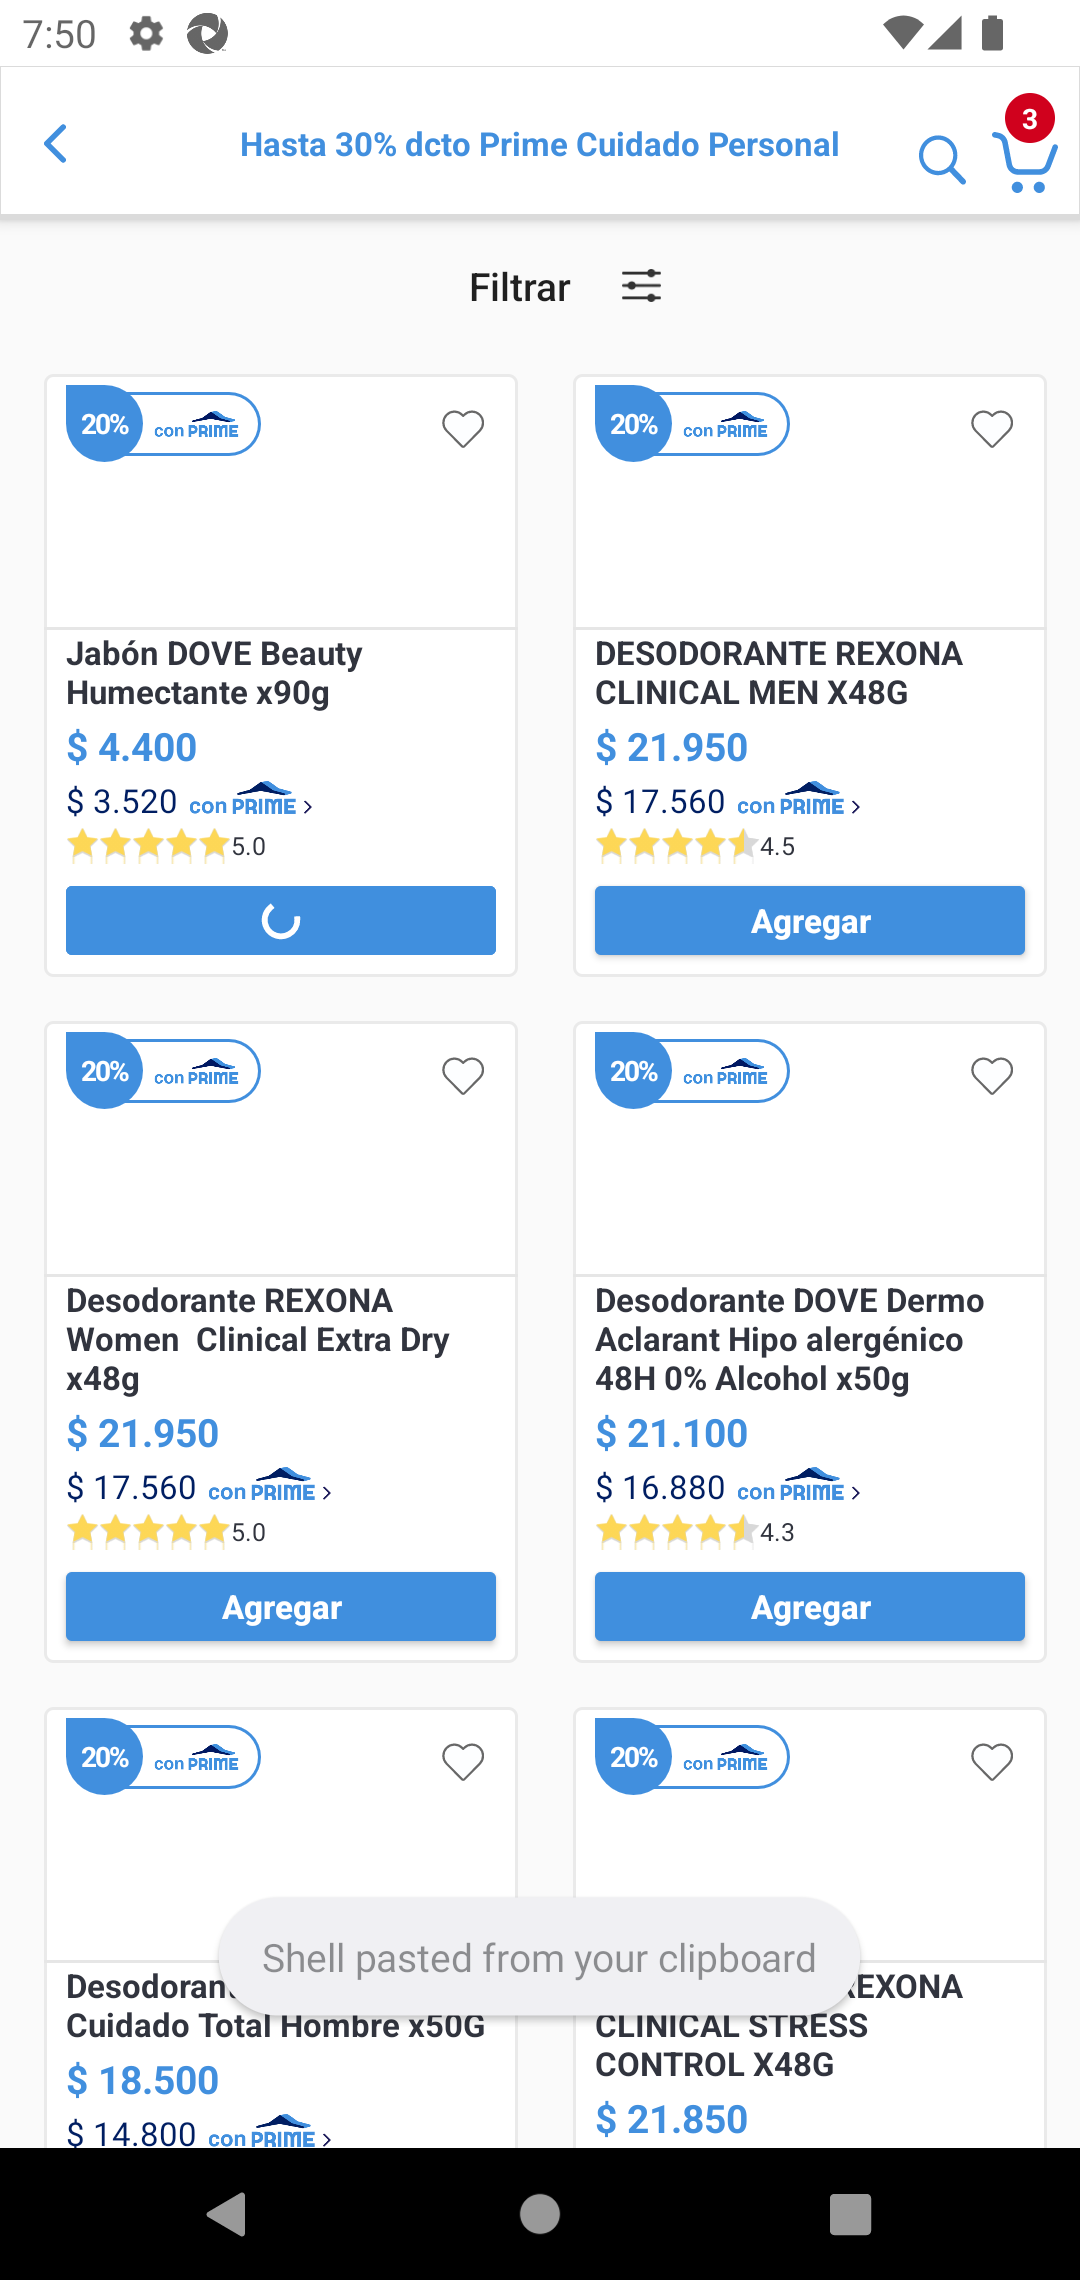 7:50
Hasta 30% dcto Prime Cuidado Personal
3
Filtrar
20% con PRIME
20% con PRIME
Jabón DOVE Beauty
Humectante x90g
$ 4.400
$ 3.520 con PRIME
5.0
DESODORANTE REXONA
CLINICAL MEN X48G
$ 21.950
$ 17.560 con PRIME
4.5
Agregar
20% con PRIME
20% con PRIME
Desodorante REXONA
Women Clinical Extra Dry
x48g
$ 21.950
$ 17.560 con PRIME
5.0
Agregar
Desodorante DOVE Dermo
Aclarant Hipo alergénico
48H 0% Alcohol x50g
$ 21.100
$ 16.880 con PRIME
4.3
Agregar
20% con PRIME
20% con PRIME
Shell pasted from your clipboard
Cuidado Total Hombre x50G
$ 18.500
$ 14.800 con PRIME
REXONA
CLINICAL STRESS
CONTROL X48G
$ 21.850